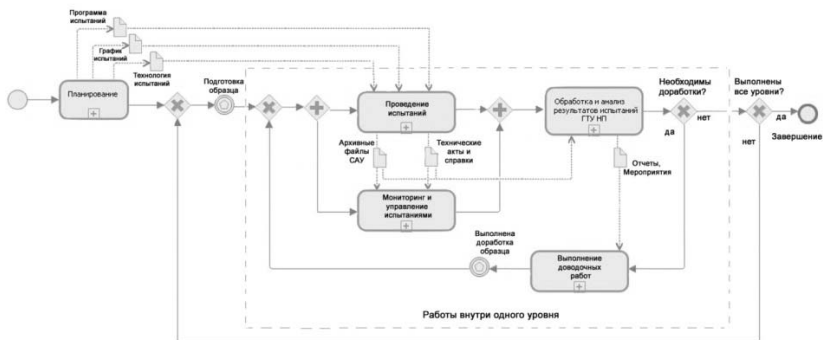 Программа
испытаний
График
испытаний
Технология
испытаний
Планирование
Подготовка
образца
Проведение
испытаний
Архивные
файлы
САУ
Технические
акты и
справки
Мониторинг и
управление
испытаниями
Обработка и анализ
результатов испытаний
ГТУ НП
Необходимы
доработки?
да
нет
Выполнены
все уровни?
да
нет
Завершение
Отчеты,
Мероприятия
Выполнена
доработка
образца
Выполнение
доводочных
работ
Работы внутри одного уровня